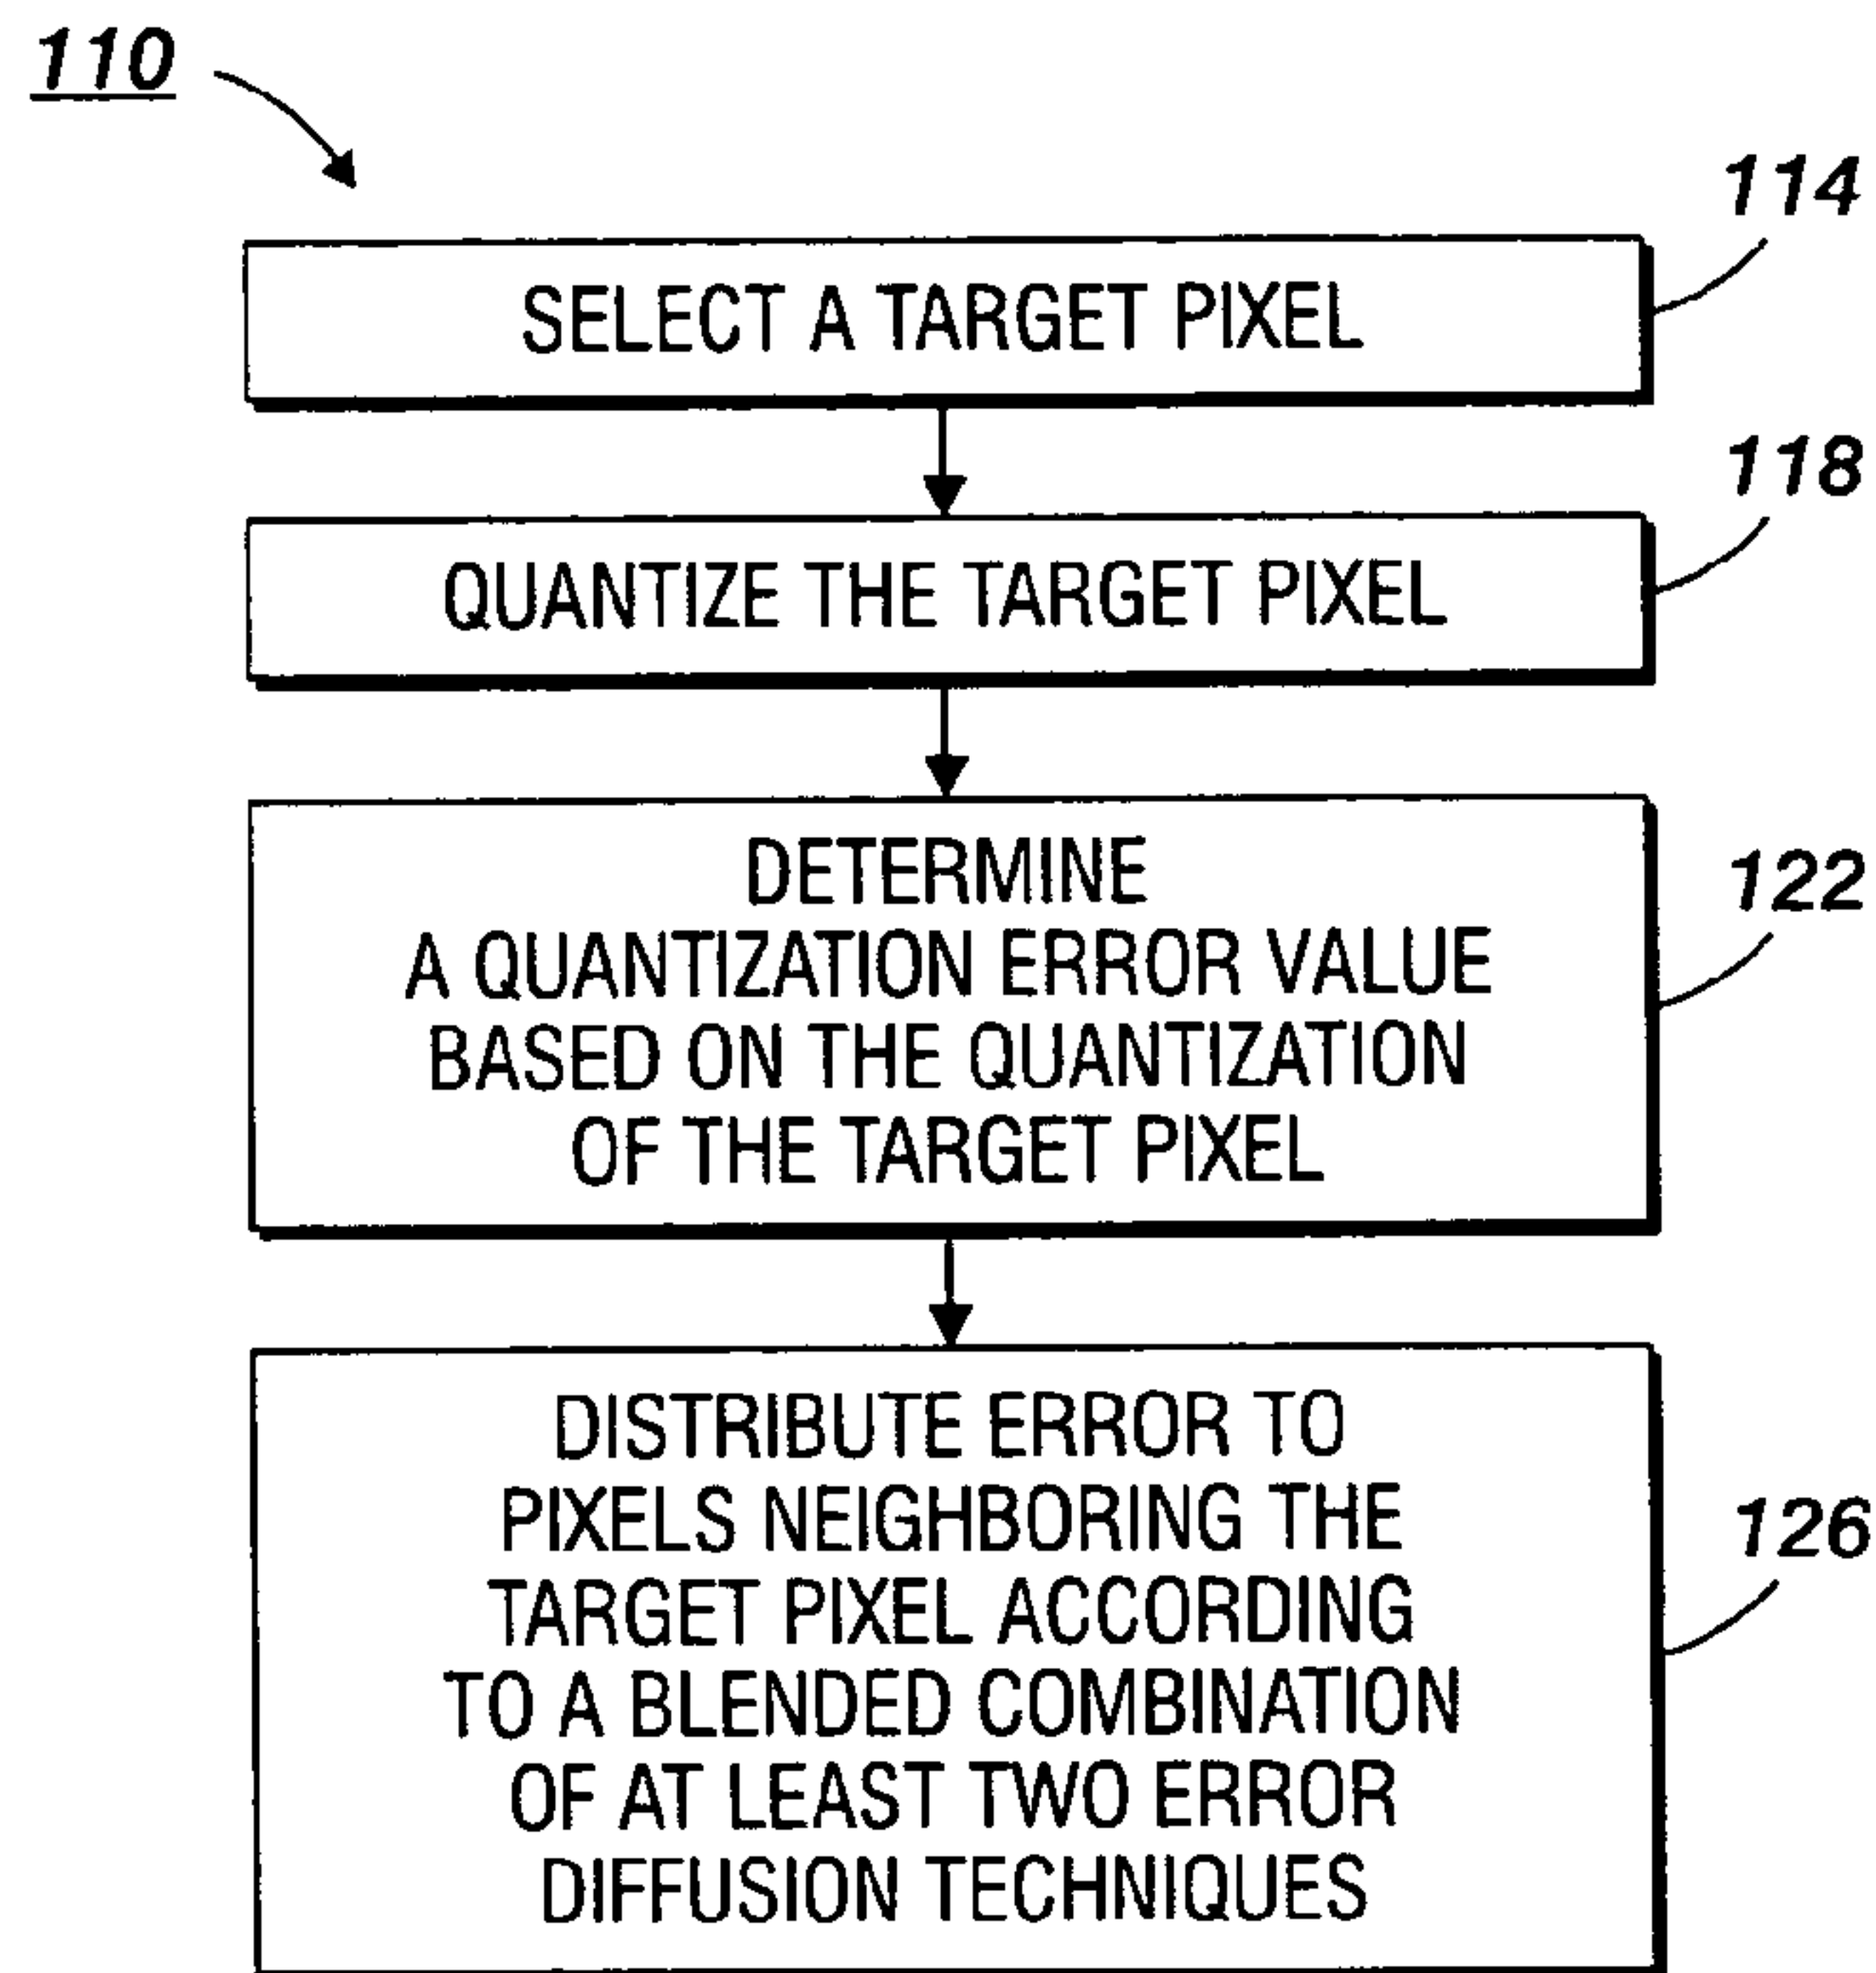 110
114
SELECT A TARGET PIXEL
118
QUANTIZE THE TARGET PIXEL
122
DETERMINE
A QUANTIZATION ERROR VALUE
BASED ON THE QUANTIZATION
OF THE TARGET PIXEL
126
DISTRIBUTE ERROR TO
PIXELS NEIGHBORING THE
TARGET PIXEL ACCORDING
TO A BLENDED COMBINATION
OF AT LEAST TWO ERROR
DIFFUSION TECHNIQUES